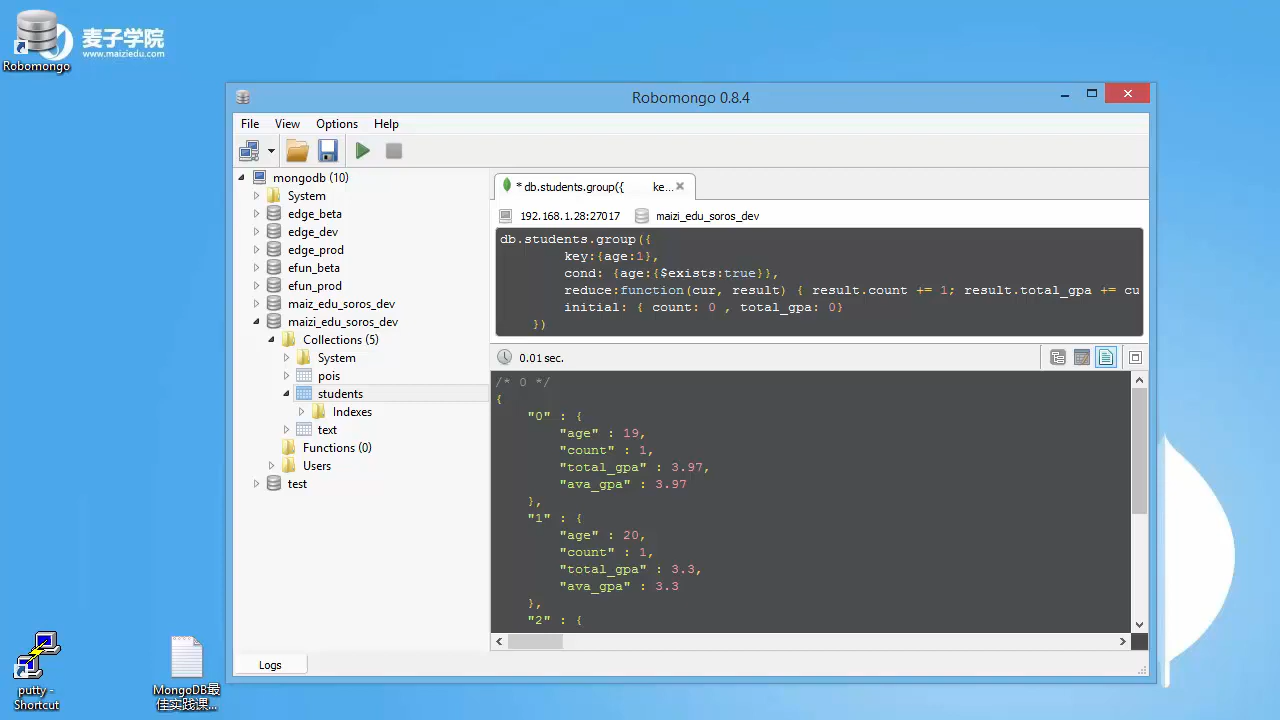 麦子学院
www.maiziedu.com
Robomongo
Robomongo 0.8.4
File View Options Help
mongodb (10)
System
edge_beta
edge_dev
edge_prod
efun_beta
efun_prod
maiz_edu_soros_dev
maizi_edu_soros_dev
Collections (5)
System
pois
students
Indexes
text
Functions (0)
Users
test
Logs
* db.students.group({ ke...
192.168.1.28:27017 maizi_edu_soros_dev
db.students.group({
key:{age:1},
cond: {age:{$exists:true}},
reduce:function(cur, result) { result.count += 1; result.total_gpa += cu
initial: { count: 0 , total_gpa: 0}
})
0.01 sec.
/* 0 */
{
"0" : {
"age" : 19,
"count" : 1,
"total_gpa" : 3.97,
"ava_gpa" : 3.97
},
"1" : {
"age" : 20,
"count" : 1,
"total_gpa" : 3.3,
"ava_gpa" : 3.3
},
"2" : {
putty -
Shortcut
MongoDB最
佳实践课...